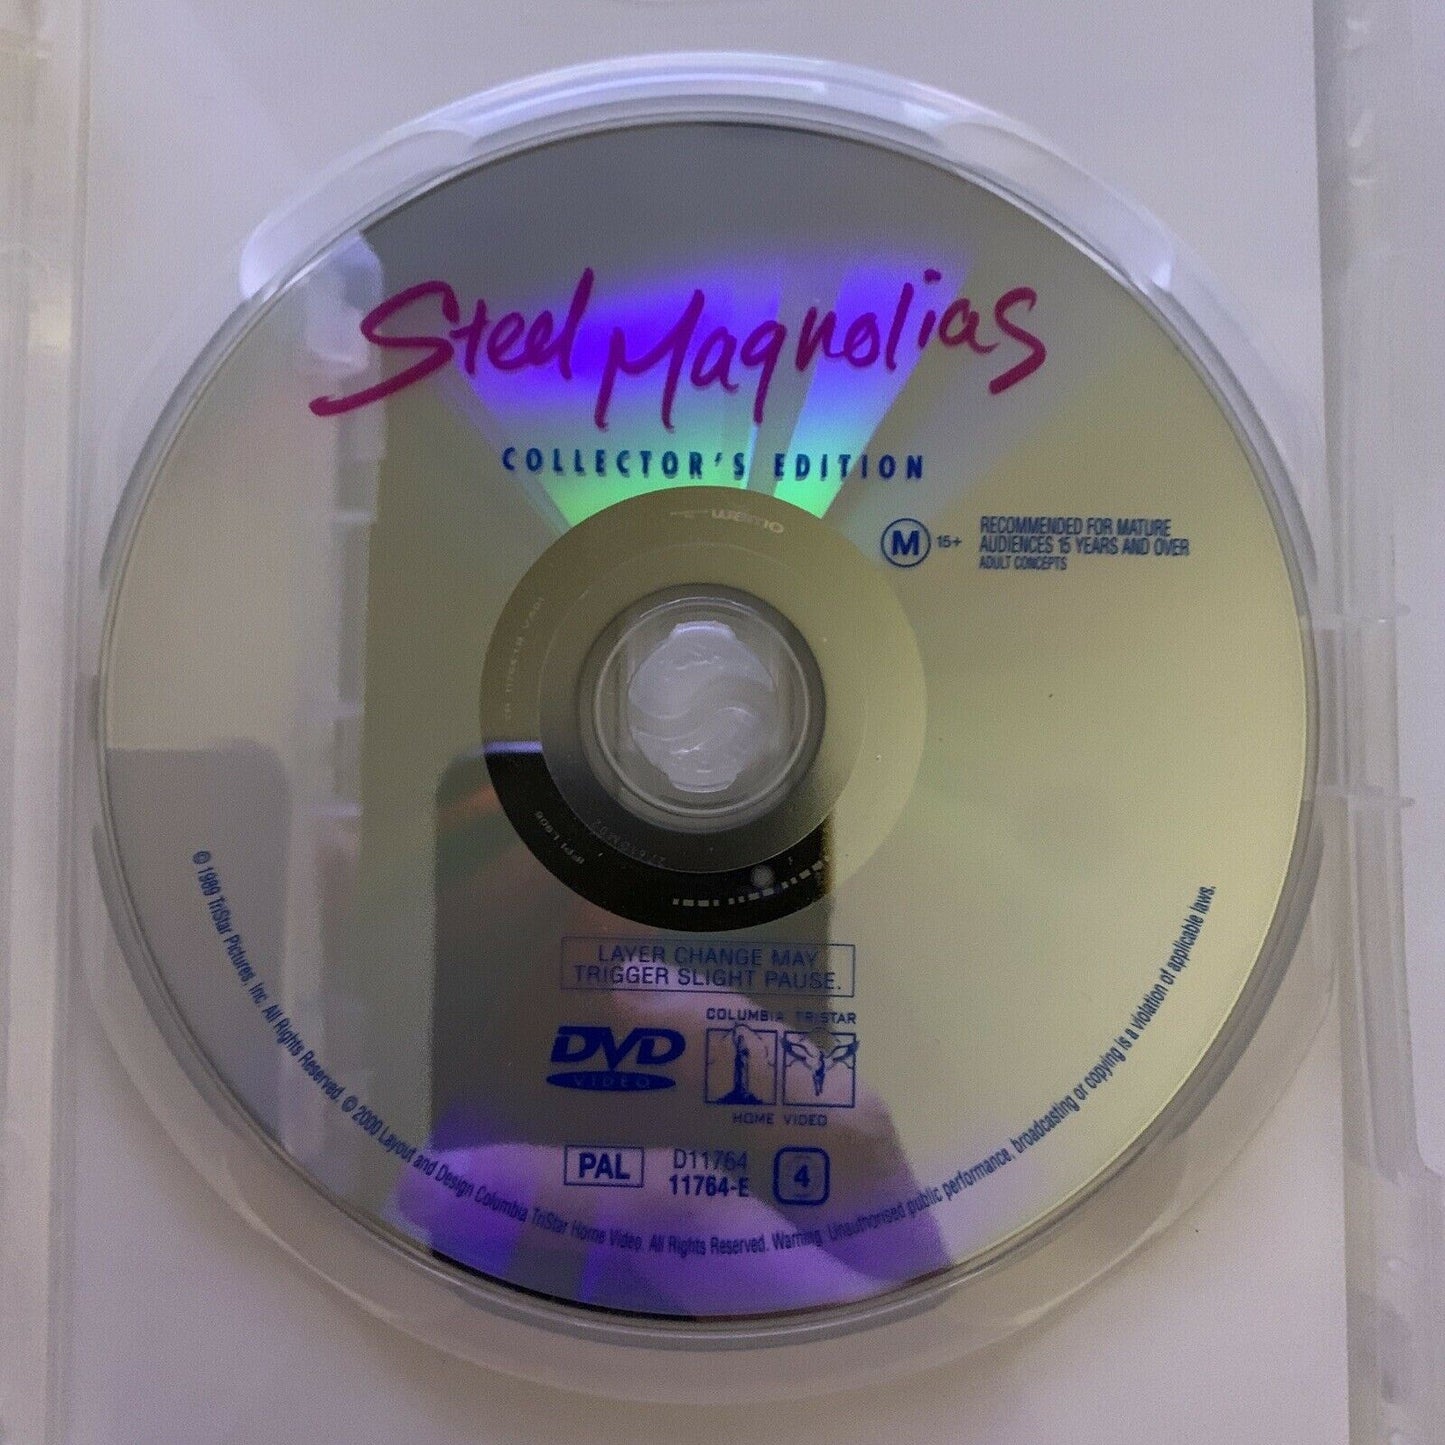 Steel Magnolias
COLLECTOR'S EDITION
M 15+
RECOMMENDED FOR MATURE
AUDIENCES 15 YEARS AND OVER
ADULT CONCEPTS
LAYER CHANGE MAY
TRIGGER SLIGHT PAUSE.
DVD
VIDEO
COLUMBIA TRISTAR
HOME VIDEO
PAL
D11764
11764-E
4
© 1989 TriStar Pictures, Inc. All Rights Reserved. © 2000 Layout and Design Columbia TriStar Home Video. All Rights Reserved. Warning: Unauthorised public performance, broadcasting or copying is a violation of applicable laws.